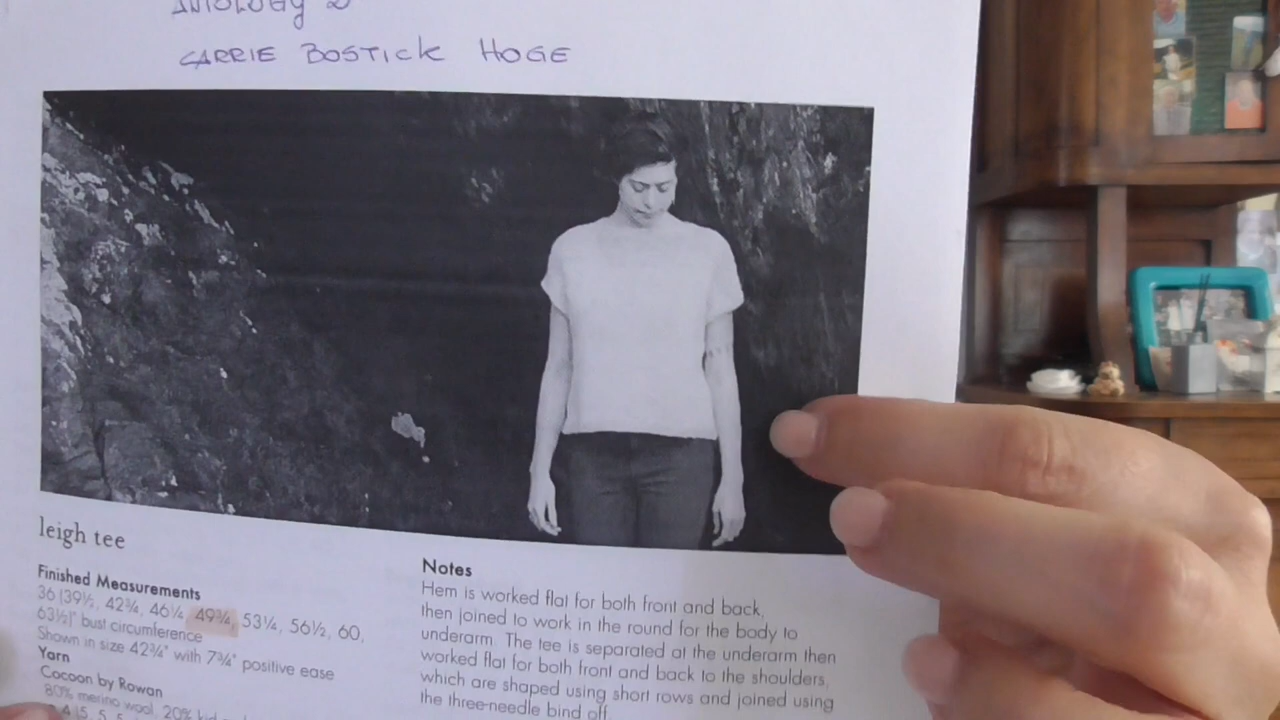 ANTOLOGY 2
CARRIE BOSTICK HOGE
leigh tee
Finished Measurements
36 (39½, 42¾, 46¼, 49¾, 53¼, 56½, 60,
63½)" bust circumference
Shown in size 42¾" with 7¾" positive ease
Yarn
Cocoon by Rowan
80% merino wool, 20% kid
Notes
Hem is worked flat for both front and back,
then joined to work in the round for the body to
underarm. The tee is separated at the underarm then
worked flat for both front and back to the shoulders,
which are shaped using short rows and joined using
the three-needle bind off.